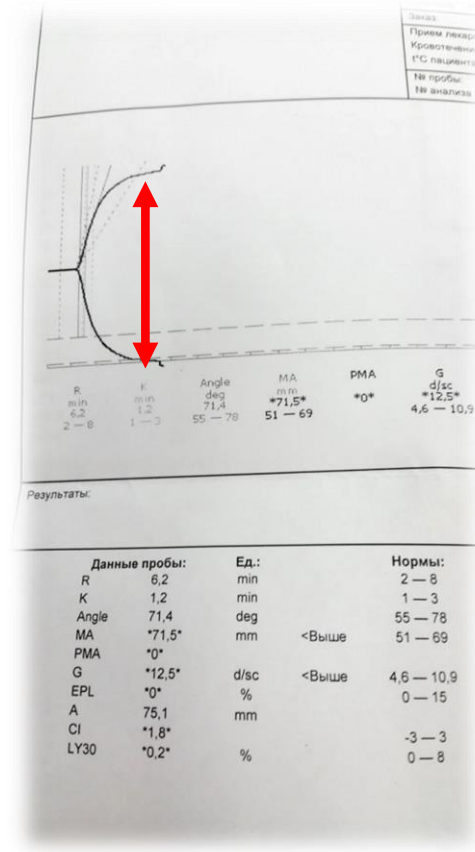 Заказ:
Прием лекар
Кровотечени
t°C пациента
№ пробы:
№ анализа
R K Angle MA PMA G
min min deg mm d/sc
6,2 1,2 71,4 *71,5* *0* *12,5*
2 — 8 1 — 3 55 — 78 51 — 69 4,6 — 10,9
Результаты:
Данные пробы: Ед.: Нормы:
R 6,2 min 2 — 8
K 1,2 min 1 — 3
Angle 71,4 deg 55 — 78
MA *71,5* mm <Выше 51 — 69
PMA *0*
G *12,5* d/sc <Выше 4,6 — 10,9
EPL *0* % 0 — 15
A 75,1 mm
CI *1,8* -3 — 3
LY30 *0,2* % 0 — 8